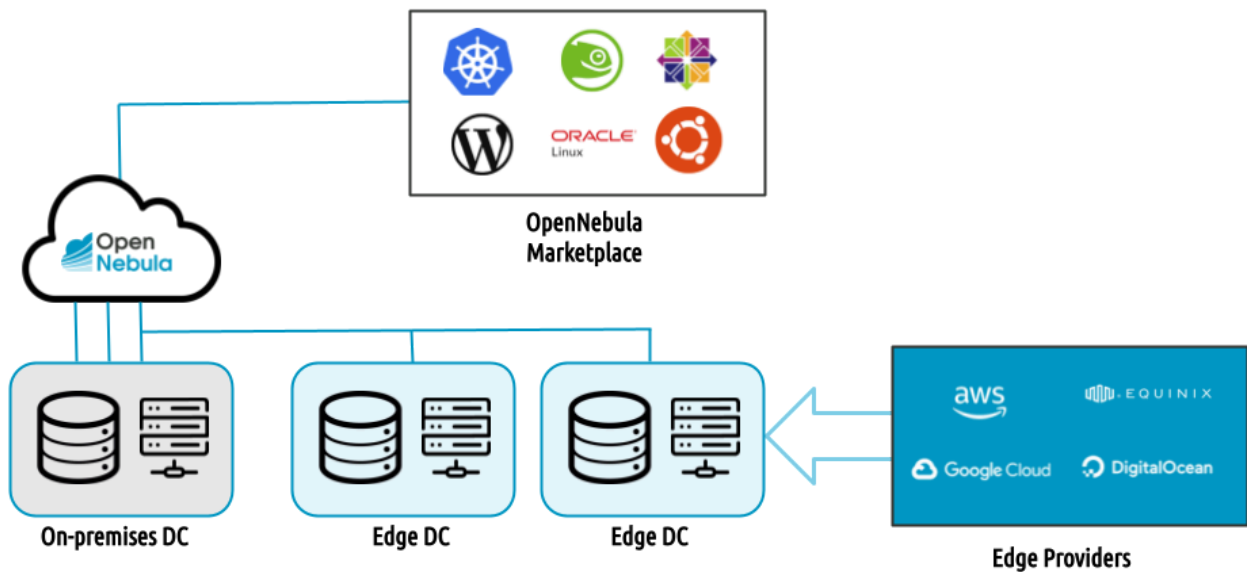 ORACLE
Linux
OpenNebula
Marketplace
Open
Nebula
aws
EQUINIX
Google Cloud
DigitalOcean
On-premises DC
Edge DC
Edge DC
Edge Providers